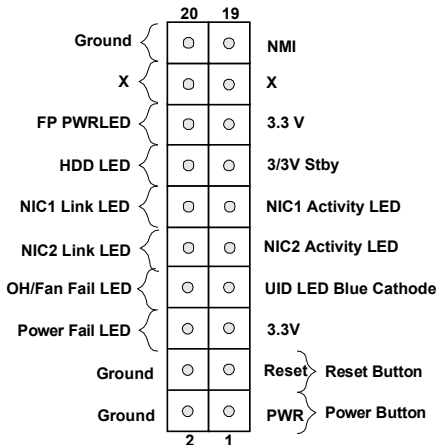 20 19
Ground NMI
X X
FP PWRLED 3.3 V
HDD LED 3/3V Stby
NIC1 Link LED NIC1 Activity LED
NIC2 Link LED NIC2 Activity LED
OH/Fan Fail LED UID LED Blue Cathode
Power Fail LED 3.3V
Ground Reset Reset Button
Ground PWR Power Button
2 1